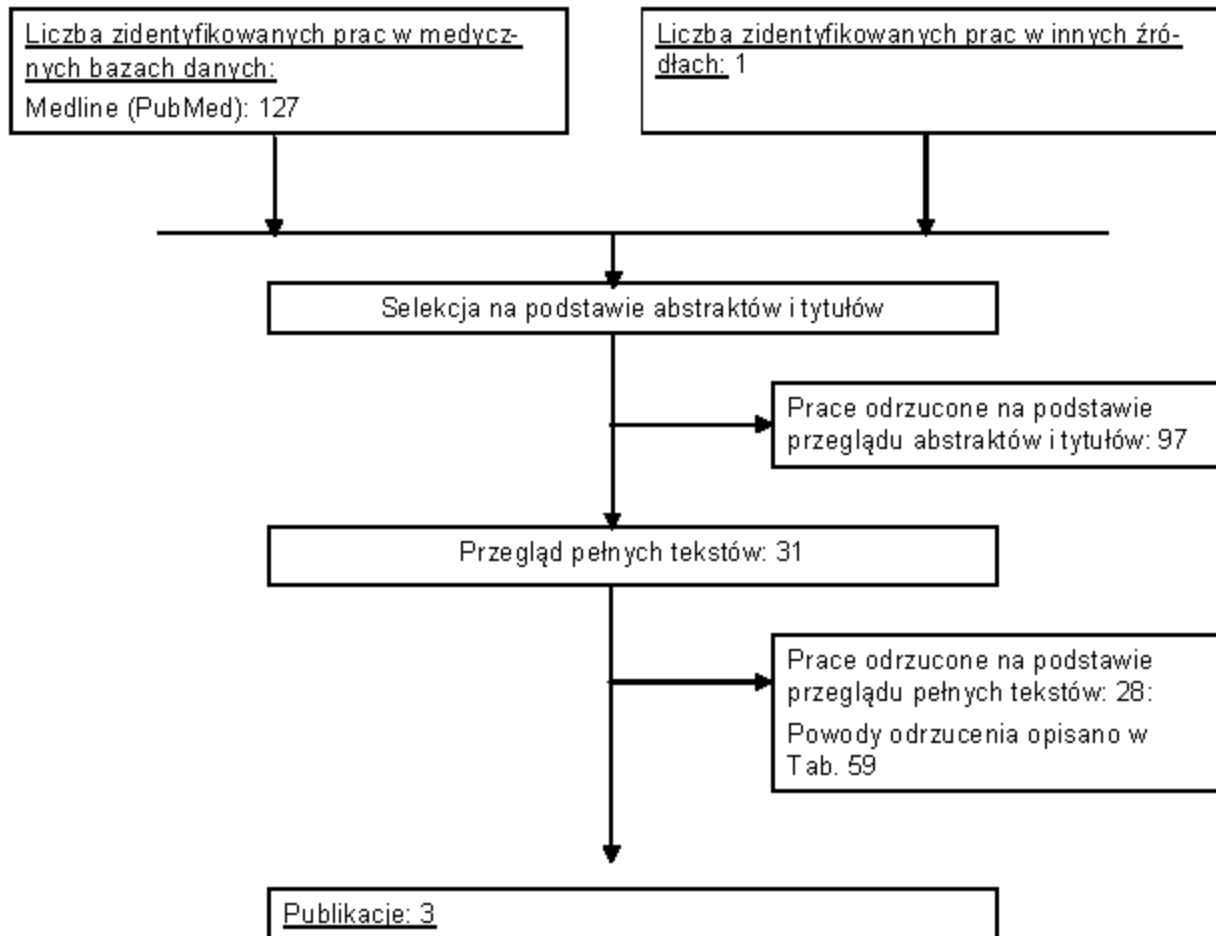 Liczba zidentyfikowanych prac w medycz-
nych bazach danych:
Medline (PubMed): 127
Liczba zidentyfikowanych prac w innych źró-
dłach: 1
Selekcja na podstawie abstraktów i tytułów
Prace odrzucone na podstawie
przeglądu abstraktów i tytułów: 97
Przegląd pełnych tekstów: 31
Prace odrzucone na podstawie
przeglądu pełnych tekstów: 28:
Powody odrzucenia opisano w
Tab. 59
Publikacje: 3